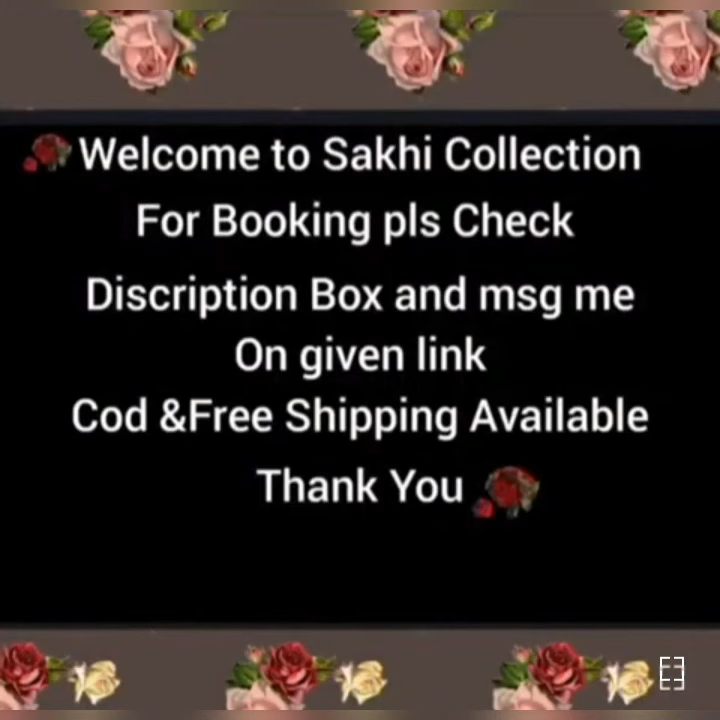 Welcome to Sakhi Collection
For Booking pls Check
Discription Box and msg me
On given link
Cod &Free Shipping Available
Thank You